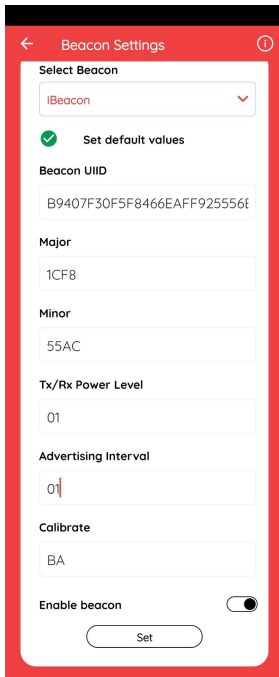 Beacon Settings
Select Beacon
iBeacon
Set default values
Beacon UIID
B9407F30F5F8466EAFF925556E
Major
1CF8
Minor
55AC
Tx/Rx Power Level
01
Advertising Interval
01
Calibrate
BA
Enable beacon
Set